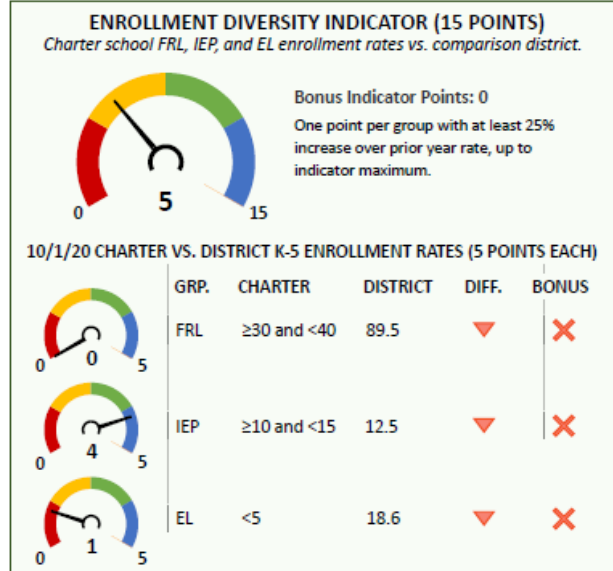 ENROLLMENT DIVERSITY INDICATOR (15 POINTS)
Charter school FRL, IEP, and EL enrollment rates vs. comparison district.
Bonus Indicator Points: 0
One point per group with at least 25%
increase over prior year rate, up to
indicator maximum.
0 5 15
10/1/20 CHARTER VS. DISTRICT K-5 ENROLLMENT RATES (5 POINTS EACH)
GRP. CHARTER DISTRICT DIFF. BONUS
0 0 5 FRL ≥30 and <40 89.5
0 4 5 IEP ≥10 and <15 12.5
0 1 5 EL <5 18.6